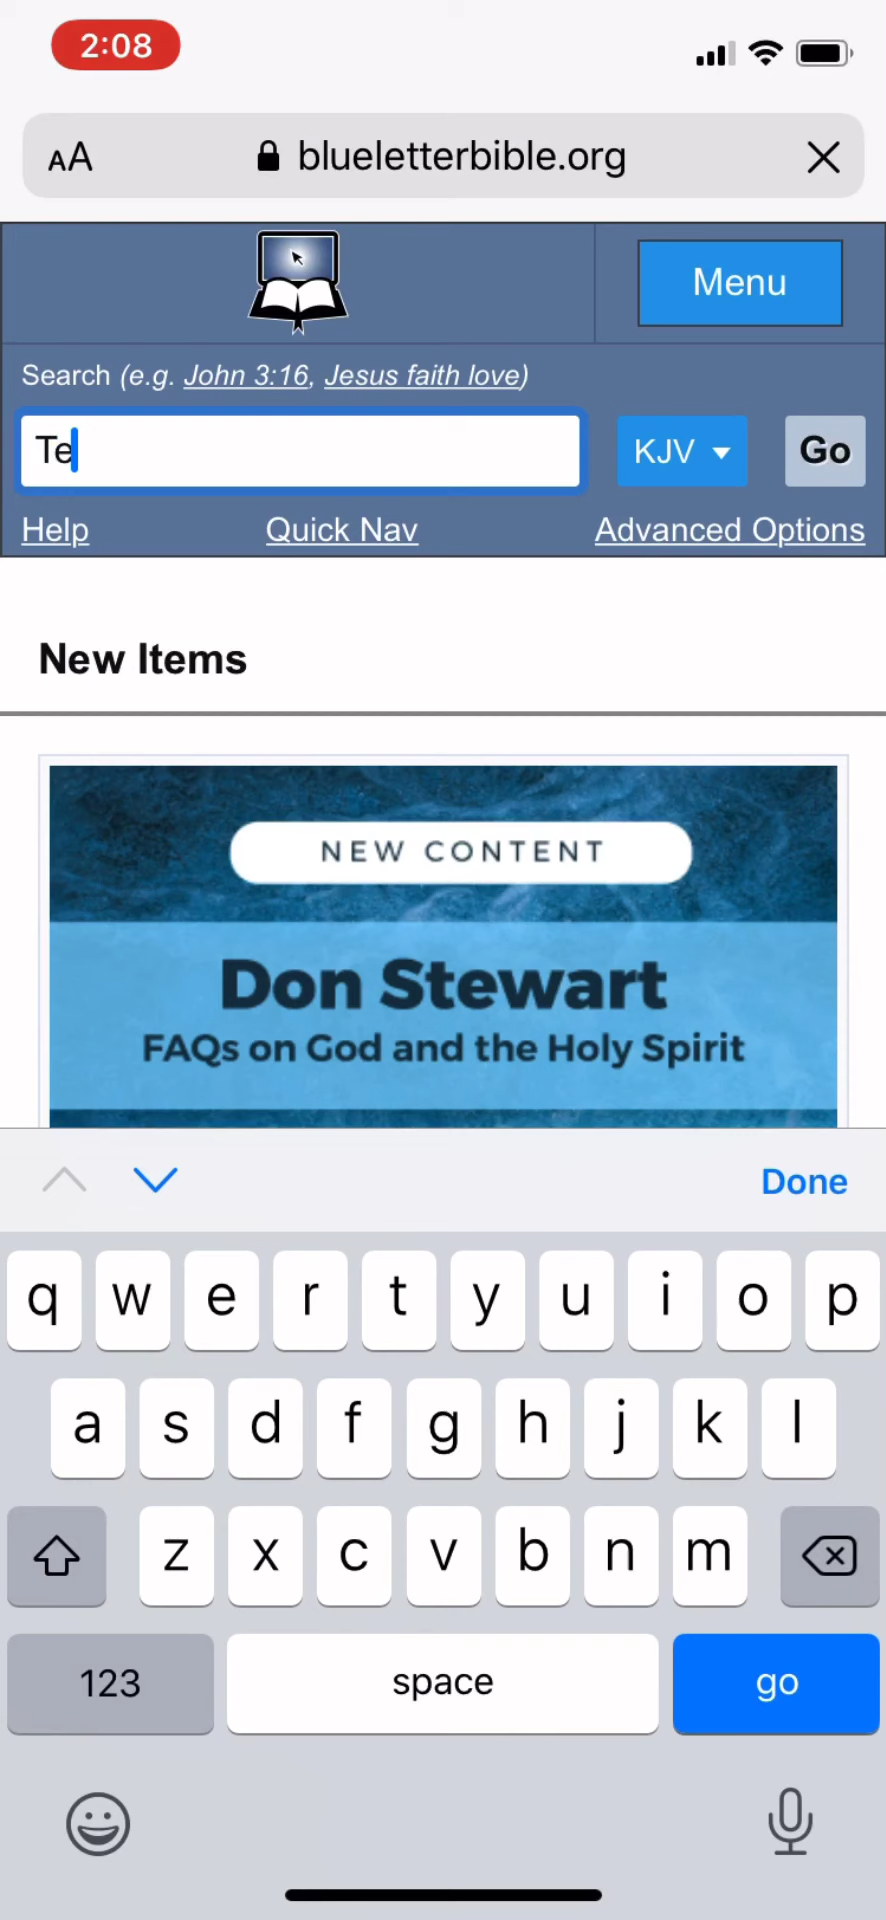 2:08
AA blueletterbible.org
Menu
Search (e.g. John 3:16, Jesus faith love)
Te
KJV
Go
Help Quick Nav Advanced Options
New Items
NEW CONTENT
Don Stewart
FAQs on God and the Holy Spirit
Done
q w e r t y u i o p
a s d f g h j k l
z x c v b n m
123 space go